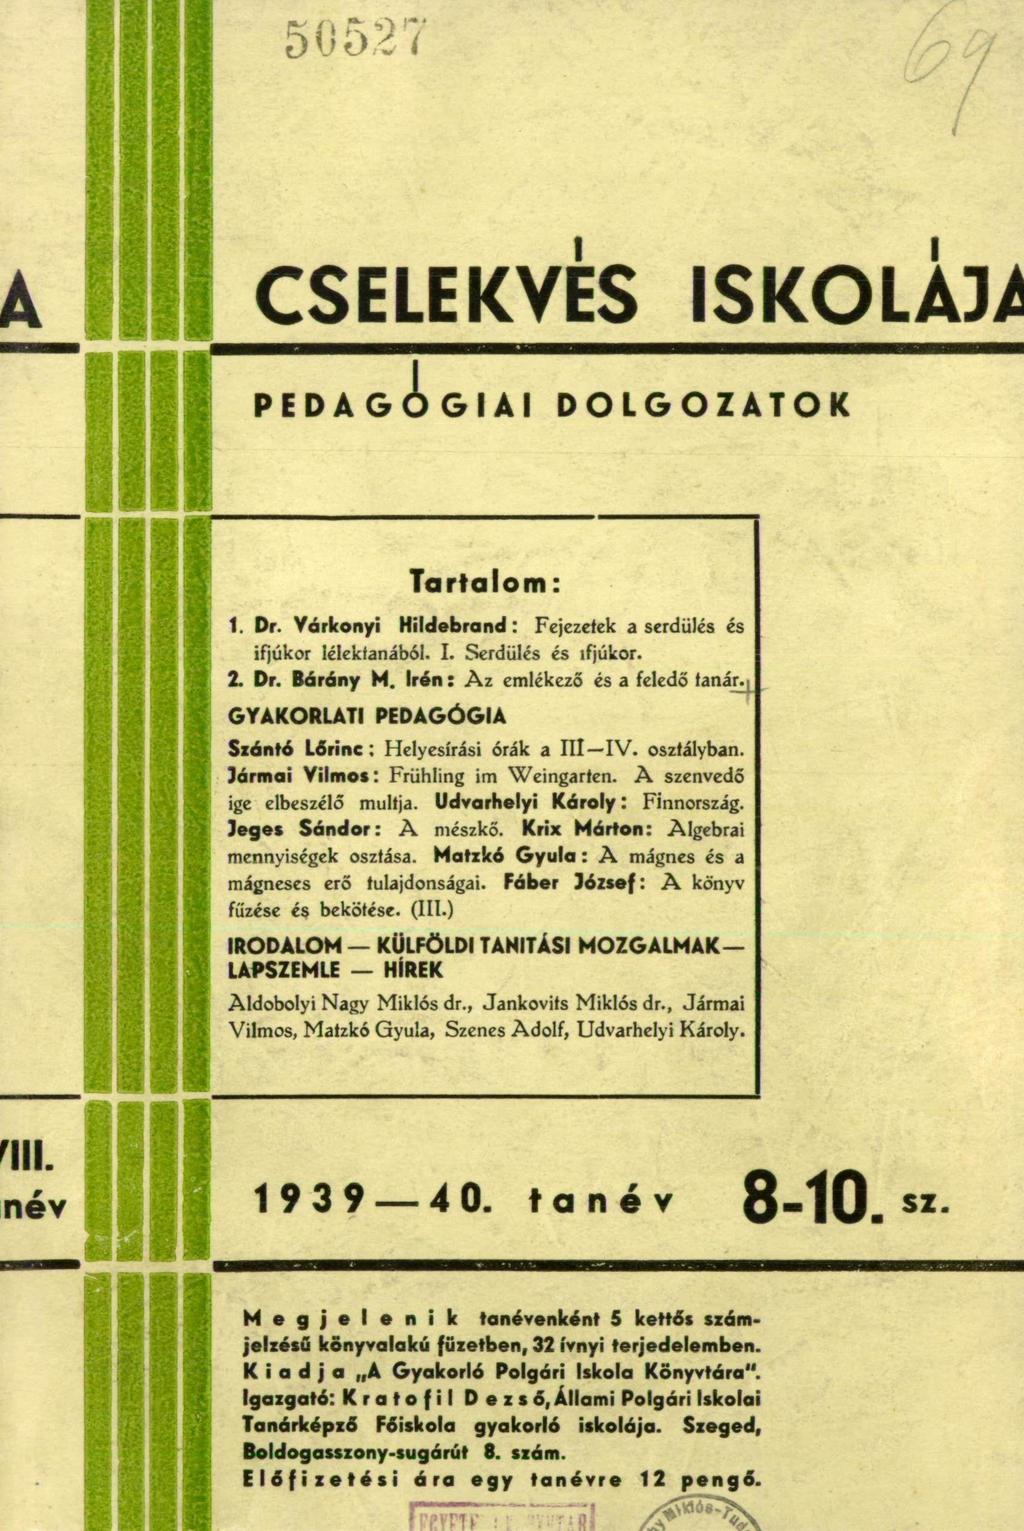 50527
69
A
CSELEKVÉS ISKOLÁJA
PEDAGÓGIAI DOLGOZATOK
Tartalom:
1. Dr. Várkonyi Hildebrand: Fejezetek a serdülés és
ifjúkor lélektanából. I. Serdülés és ifjúkor.
2. Dr. Bárány M. Irén: Az emlékező és a feledő tanár.
GYAKORLATI PEDAGÓGIA
Szántó Lőrinc: Helyesírási órák a III—IV. osztályban.
Jármai Vilmos: Frühling im Weingarten. A szenvedő
ige elbeszélő multja. Udvarhelyi Károly: Finnország.
Jeges Sándor: A mészkő. Krix Márton: Algebrai
mennyiségek osztása. Matzkó Gyula: A mágnes és a
mágneses erő tulajdonságai. Fáber József: A könyv
fűzése és bekötése. (III.)
IRODALOM — KÜLFÖLDI TANITÁSI MOZGALMAK—
LAPSZEMLE — HÍREK
Aldobolyi Nagy Miklós dr., Jankovits Miklós dr., Jármai
Vilmos, Matzkó Gyula, Szenes Adolf, Udvarhelyi Károly.
VIII.
név
1939—40. tanév 8-10. sz.
Megjelenik tanévenként 5 kettős szám-
jelzésű könyvalakú füzetben, 32 ívnyi terjedelemben.
Kiadja „A Gyakorló Polgári Iskola Könyvtára".
Igazgató: Kratofil Dezső, Állami Polgári Iskolai
Tanárképző Főiskola gyakorló iskolája. Szeged,
Boldogasszony-sugárút 8. szám.
Előfizetési ára egy tanévre 12 pengő.